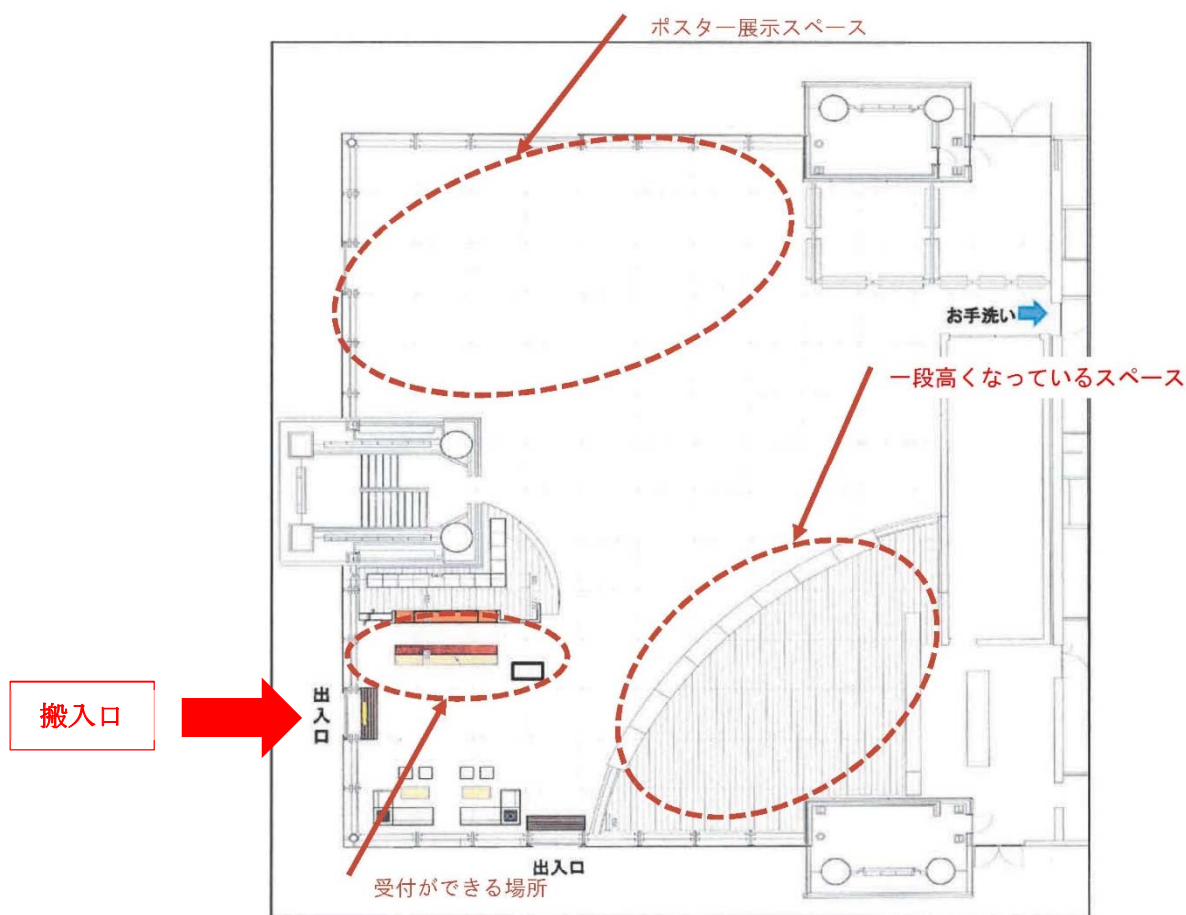 ポスター展示スペース
お手洗い
一段高くなっているスペース
搬入口
出入口
出入口
受付ができる場所